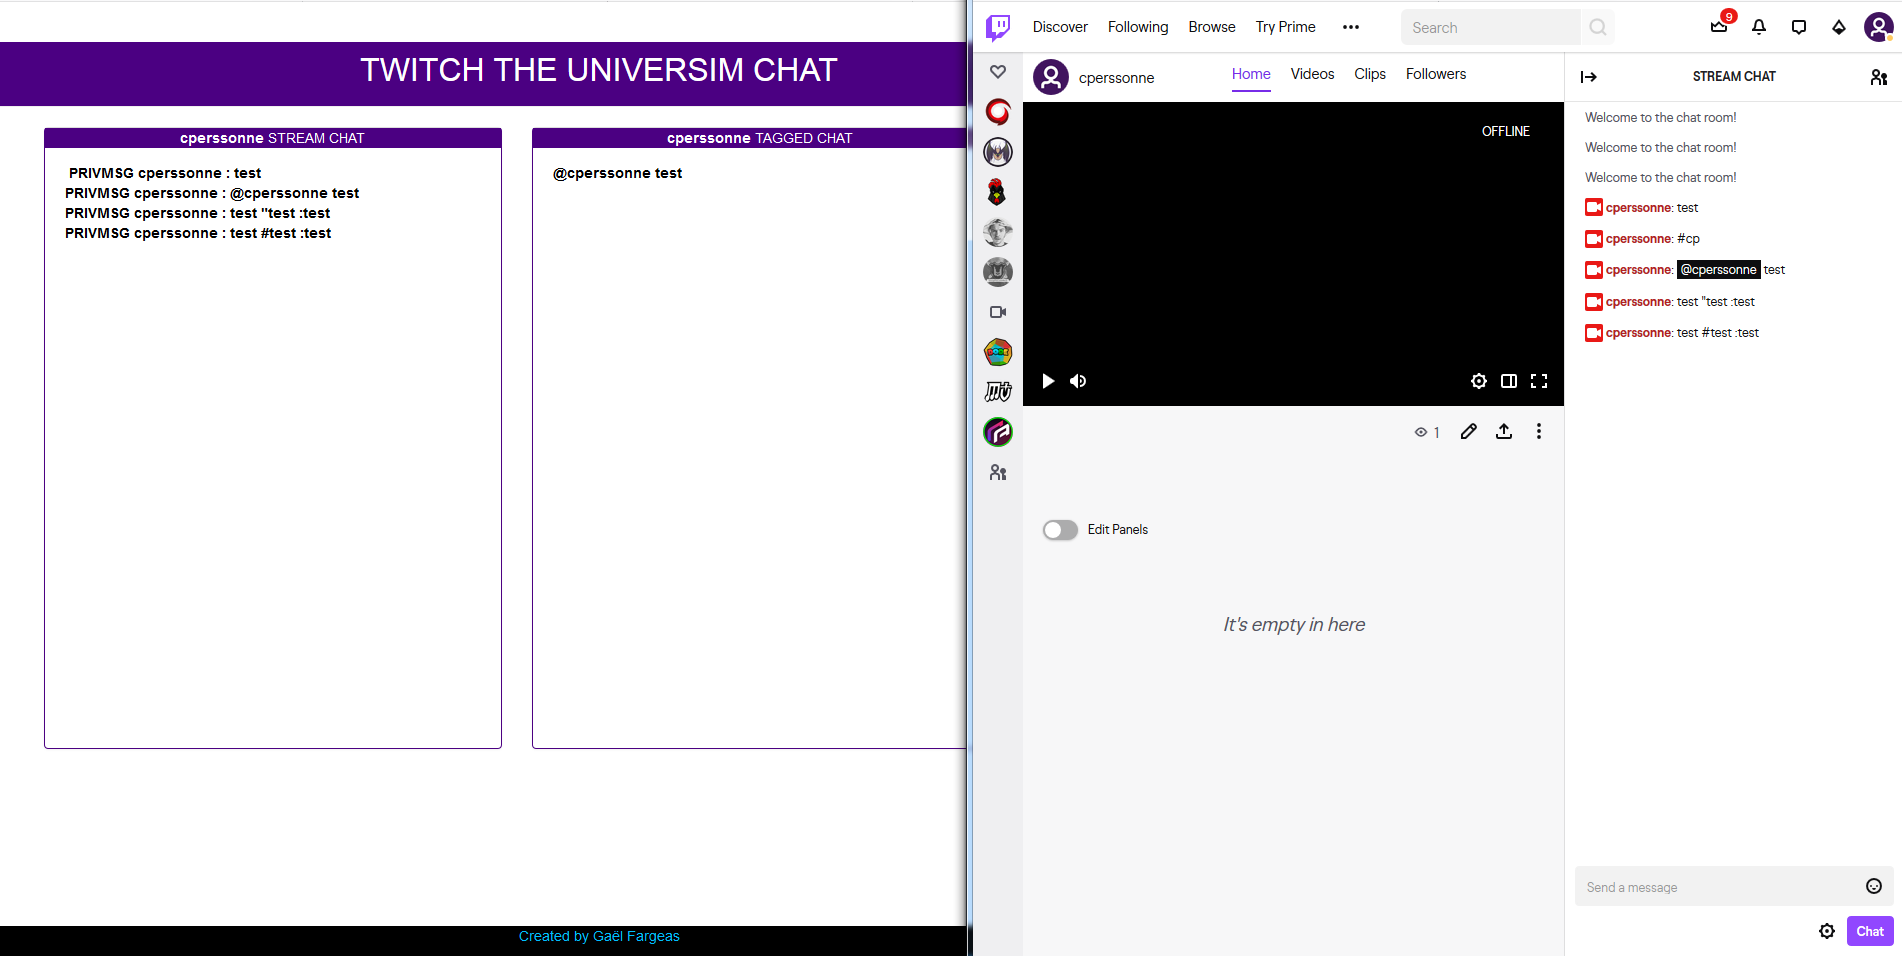 TWITCH THE UNIVERSIM CHAT
cperssonne STREAM CHAT
PRIVMSG cperssonne : test
PRIVMSG cperssonne : @cperssonne test
PRIVMSG cperssonne : test "test :test
PRIVMSG cperssonne : test #test :test
cperssonne TAGGED CHAT
@cperssonne test
Created by Gaël Fargeas
Discover Following Browse Try Prime
Search
9
cperssonne
Home Videos Clips Followers
OFFLINE
1
Edit Panels
It's empty in here
STREAM CHAT
Welcome to the chat room!
Welcome to the chat room!
Welcome to the chat room!
cperssonne: test
cperssonne: #cp
cperssonne: @cperssonne test
cperssonne: test "test :test
cperssonne: test #test :test
Send a message
Chat